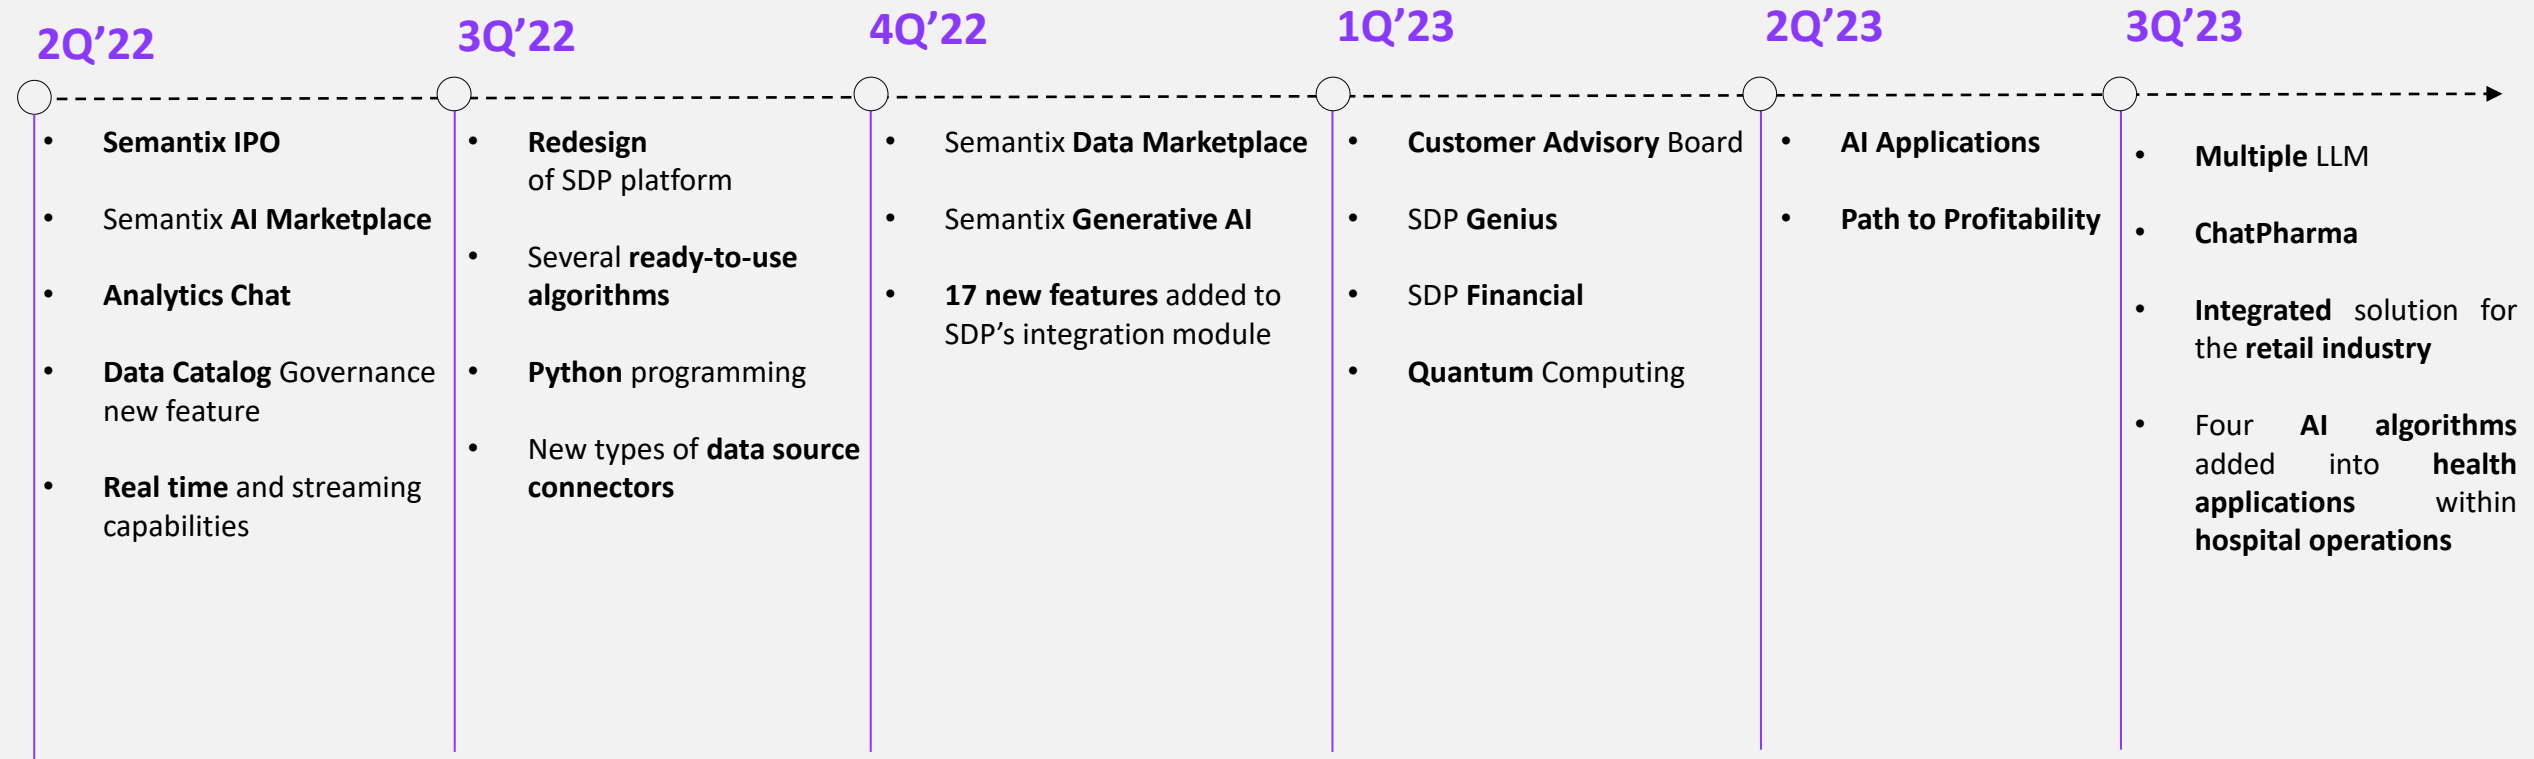 2Q’22
• Semantix IPO
• Semantix AI Marketplace
• Analytics Chat
• Data Catalog Governance
new feature
• Real time and streaming
capabilities
3Q’22
• Redesign
of SDP platform
• Several ready-to-use
algorithms
• Python programming
• New types of data source
connectors
4Q’22
• Semantix Data Marketplace
• Semantix Generative AI
• 17 new features added to
SDP’s integration module
1Q’23
• Customer Advisory Board
• SDP Genius
• SDP Financial
• Quantum Computing
2Q’23
• AI Applications
• Path to Profitability
3Q’23
• Multiple LLM
• ChatPharma
• Integrated solution for
the retail industry
• Four AI algorithms
added into health
applications within
hospital operations